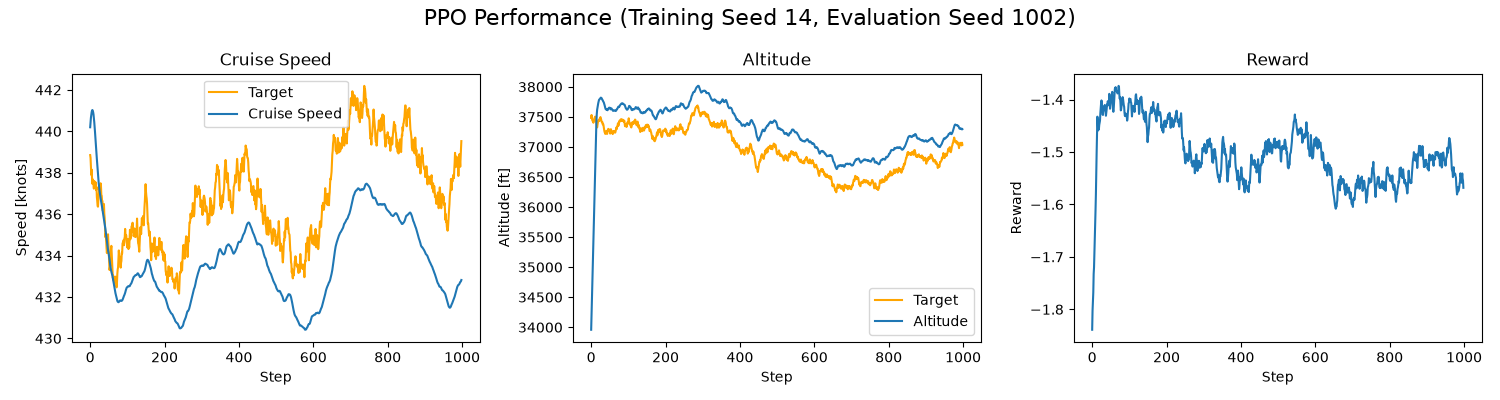 PPO Performance (Training Seed 14, Evaluation Seed 1002)
Cruise Speed
Speed [knots]
442
440
438
436
434
432
430
0
200
400
600
800
1000
Step
Target
Cruise Speed
Altitude
Altitude [ft]
38000
37500
37000
36500
36000
35500
35000
34500
34000
0
200
400
600
800
1000
Step
Target
Altitude
Reward
Reward
−1.4
−1.5
−1.6
−1.7
−1.8
0
200
400
600
800
1000
Step